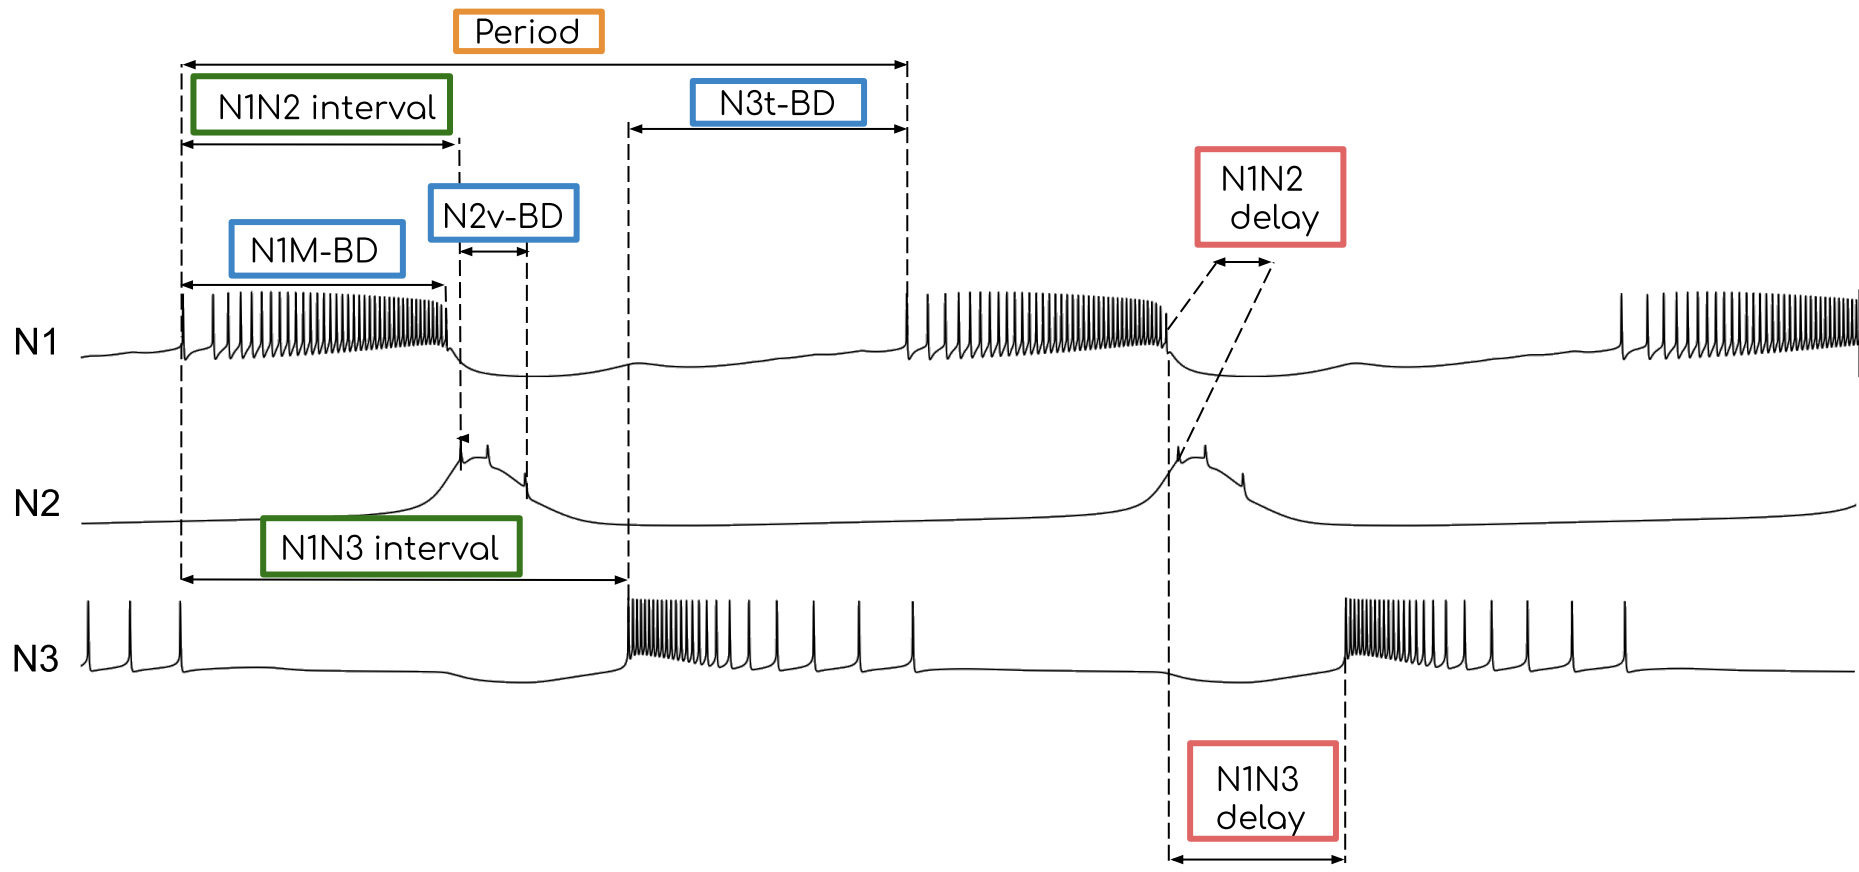 Period
N1N2 interval
N3t-BD
N1N2
delay
N2v-BD
N1M-BD
N1
N2
N1N3 interval
N3
N1N3
delay